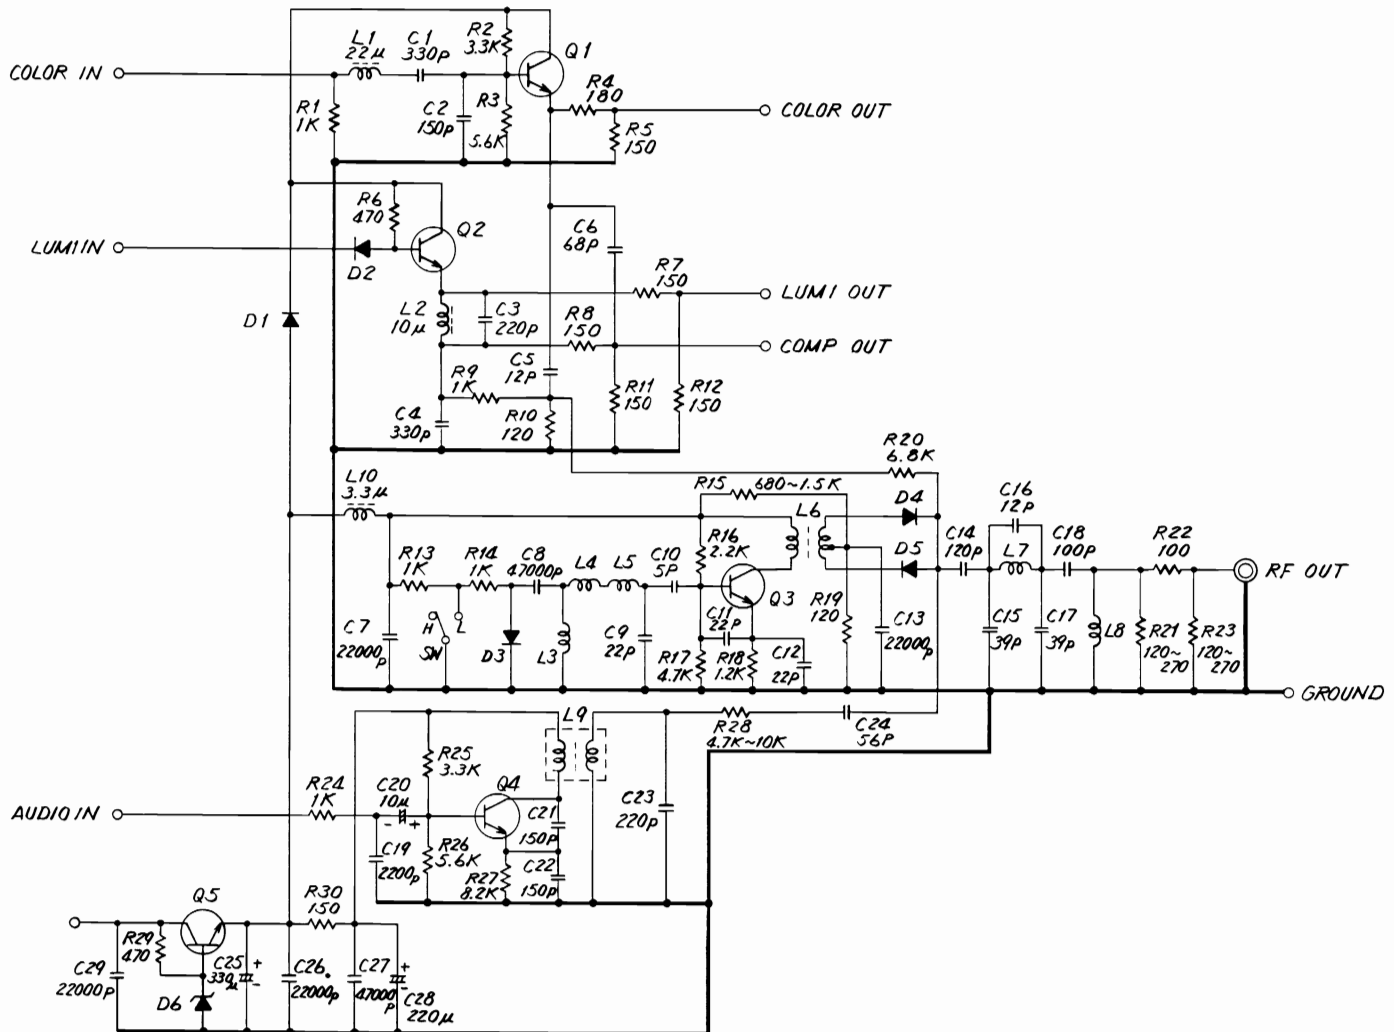 L1
22μ
C1
330p
R2
3.3K
Q1
COLOR IN
R4
180
COLOR OUT
R1
1K
C2
150p
R3
5.6K
R5
150
R6
470
Q2
C6
68P
LUMI IN
D2
R7
150
LUMI OUT
D1
L2
10μ
C3
220p
R8
150
COMP OUT
C5
12P
R9
1K
R11
150
R12
150
C4
330p
R10
120
R20
6.8K
L10
3.3μ
R15
680~1.5K
L6
D4
C16
12p
R13
1K
R14
1K
C8
47000p
L4
L5
C10
5P
R16
2.2K
D5
C14
120p
L7
C18
100p
R22
100
RF OUT
Q3
R19
120
C13
22000p
C7
22000p
H
L
SW
D3
L3
C9
22p
C11
22p
R17
4.7K
R18
1.2K
C12
22p
C15
39p
C17
39p
L8
R21
120~270
R23
120~270
GROUND
L9
R28
4.7K~10K
C24
56P
R25
3.3K
R24
1K
C20
10μ
- +
Q4
AUDIO IN
C21
150p
C23
220p
C19
2200p
R26
5.6K
R27
8.2K
C22
150p
Q5
R30
150
R29
470
C29
22000p
D6
C25
330μ
+
-
C26
22000p
C27
47000p
+
-
C28
220μ